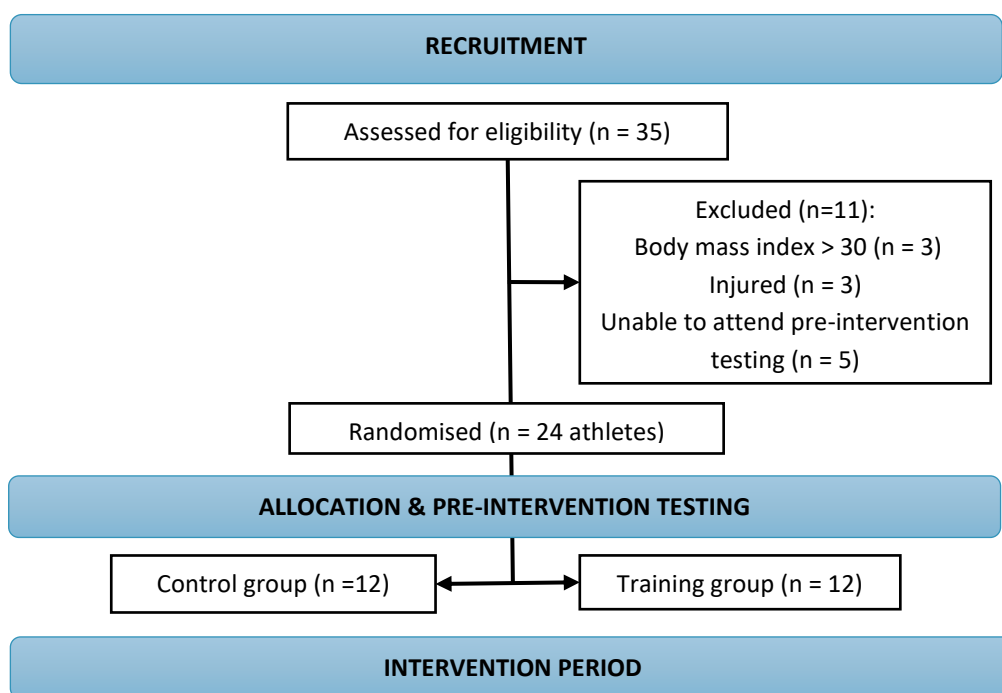 RECRUITMENT
Assessed for eligibility (n = 35)
Excluded (n=11):
Body mass index > 30 (n = 3)
Injured (n = 3)
Unable to attend pre-intervention
testing (n = 5)
Randomised (n = 24 athletes)
ALLOCATION & PRE-INTERVENTION TESTING
Control group (n =12)
Training group (n = 12)
INTERVENTION PERIOD